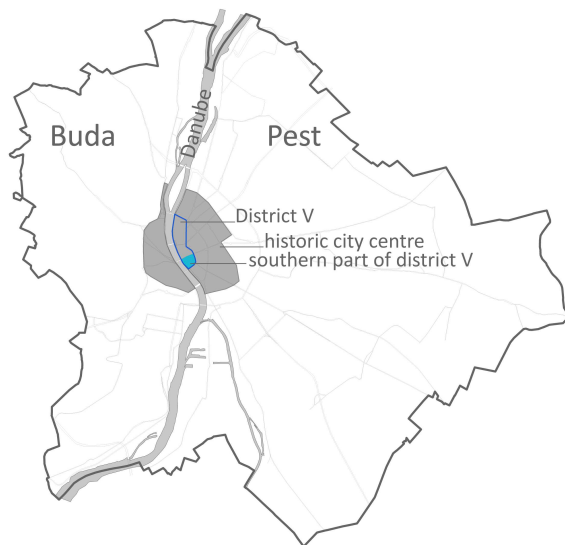 Danube
Buda
Pest
District V
historic city centre
southern part of district V